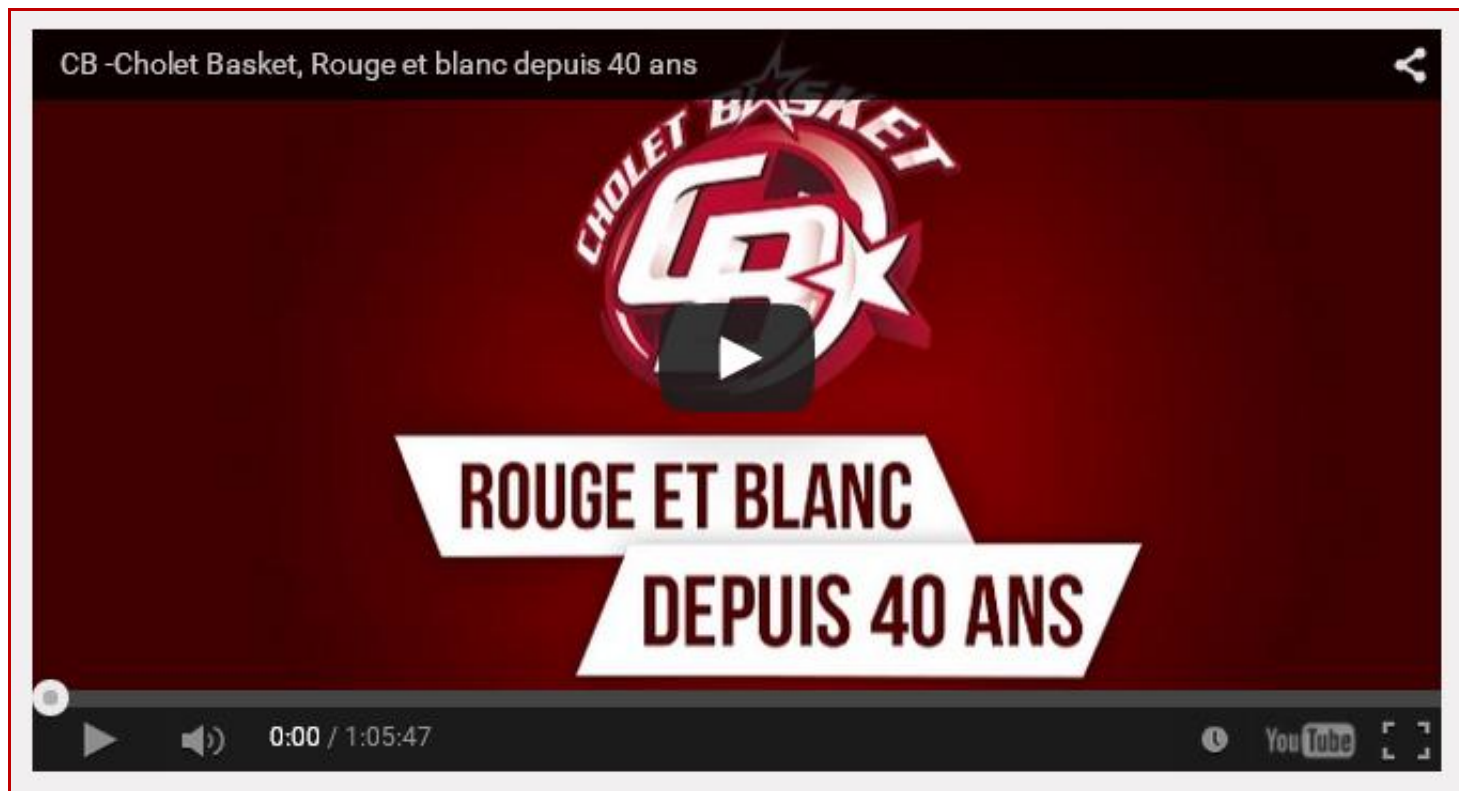 CB -Cholet Basket, Rouge et blanc depuis 40 ans
CHOLET BASKET
CB
ROUGE ET BLANC
DEPUIS 40 ANS
0:00 / 1:05:47
YouTube